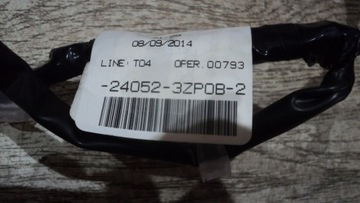 08/09/2014
LINE: T04 OPER. 00793
-24052-3ZP0B-2